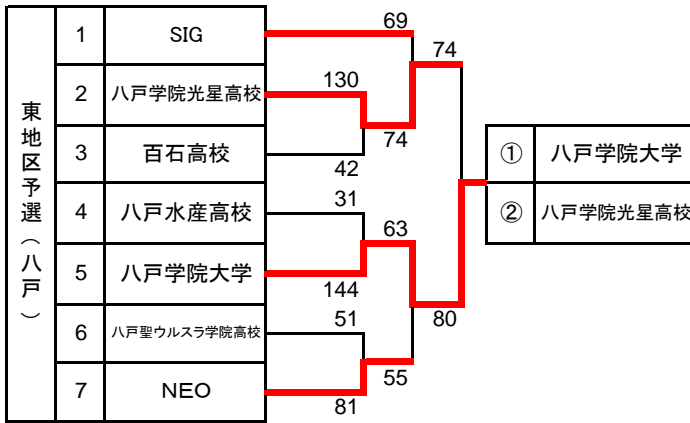 東地区予選（八戸）
1 SIG
2 八戸学院光星高校
3 百石高校
4 八戸水産高校
5 八戸学院大学
6 八戸聖ウルスラ学院高校
7 NEO
69
130
74
42
31
63
144
51
55
81
74
80
① 八戸学院大学
② 八戸学院光星高校